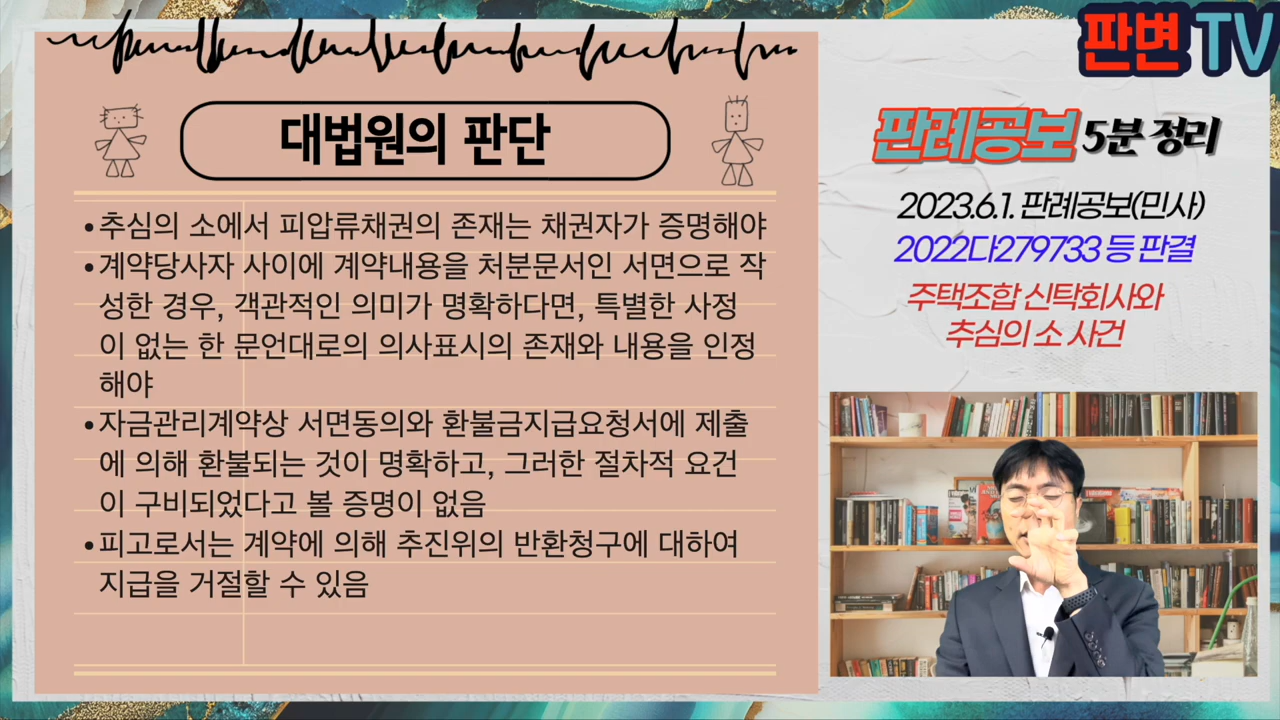 판변 TV
대법원의 판단
•추심의 소에서 피압류채권의 존재는 채권자가 증명해야
•계약당사자 사이에 계약내용을 처분문서인 서면으로 작
성한 경우, 객관적인 의미가 명확하다면, 특별한 사정
이 없는 한 문언대로의 의사표시의 존재와 내용을 인정
해야
•자금관리계약상 서면동의와 환불금지급요청서에 제출
에 의해 환불되는 것이 명확하고, 그러한 절차적 요건
이 구비되었다고 볼 증명이 없음
•피고로서는 계약에 의해 추진위의 반환청구에 대하여
지급을 거절할 수 있음
판례공보 5분 정리
2023.6.1. 판례공보(민사)
2022다279733 등 판결
주택조합 신탁회사와
추심의 소 사건